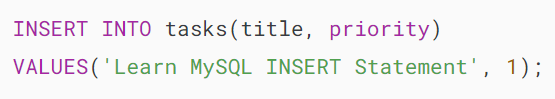 INSERT INTO tasks(title, priority)
VALUES('Learn MySQL INSERT Statement', 1);